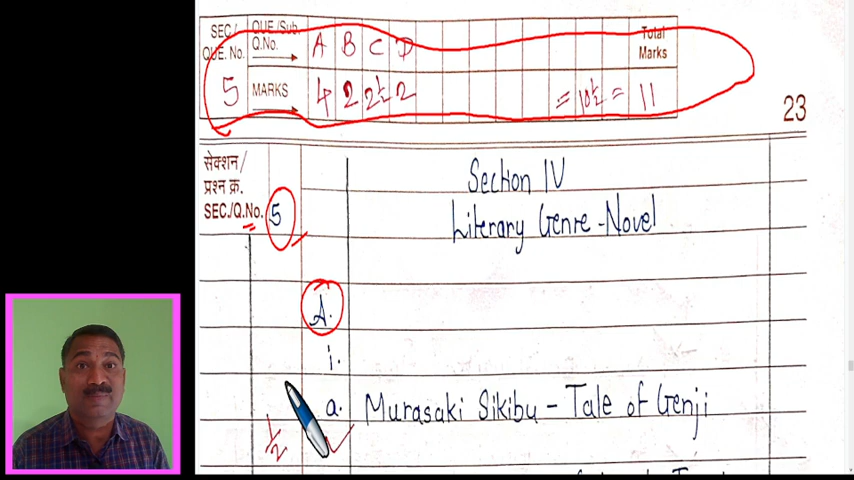 SEC/ QUE/Sub. Total
QUE. No. Q.No. A B C D Marks
5 MARKS 4 2 2½ 2 = 10½ = 11
23
सेक्शन/
प्रश्न क्र.
SEC/Q.No. 5
Section IV
Literary Genre - Novel
A.
i.
a. Murasaki Sikibu - Tale of Genji
½